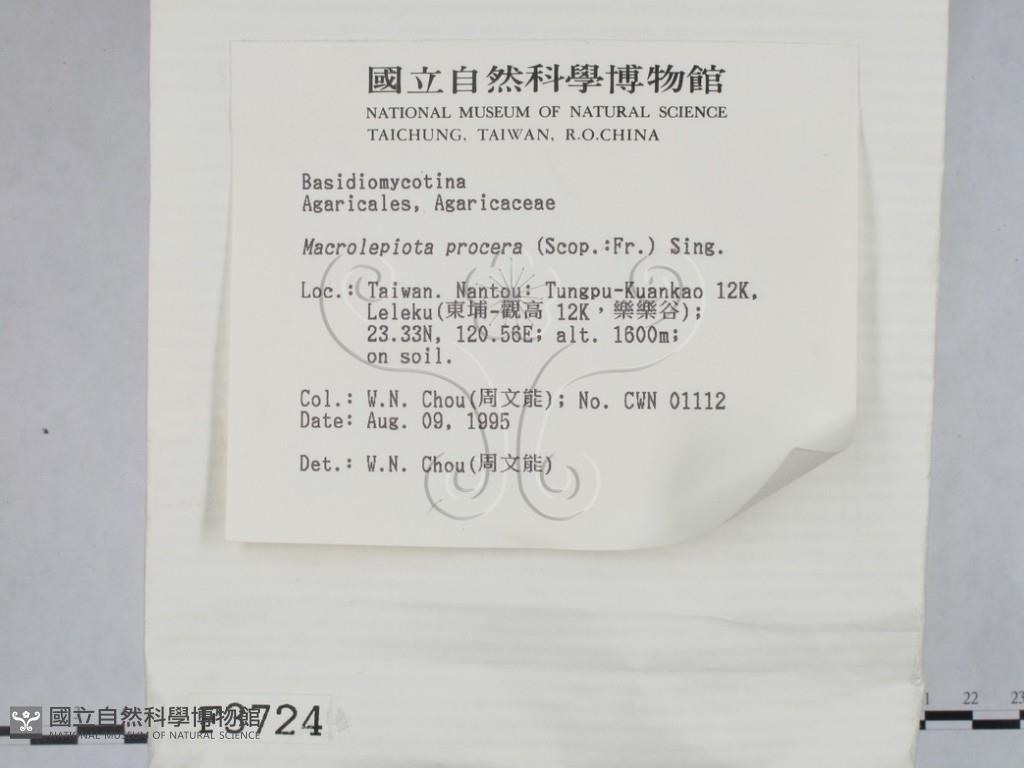 國立自然科學博物館
NATIONAL MUSEUM OF NATURAL SCIENCE
TAICHUNG, TAIWAN, R.O.CHINA
Basidiomycotina
Agaricales, Agaricaceae
Macrolepiota procera (Scop.:Fr.) Sing.
Loc.: Taiwan. Nantou: Tungpu-Kuankao 12K,
Leleku(東埔-觀高 12K，樂樂谷);
23.33N, 120.56E; alt. 1600m;
on soil.
Col.: W.N. Chou(周文能); No. CWN 01112
Date: Aug. 09, 1995
Det.: W.N. Chou(周文能)
21 22 23
F3724
國立自然科學博物館
NATIONAL MUSEUM OF NATURAL SCIENCE